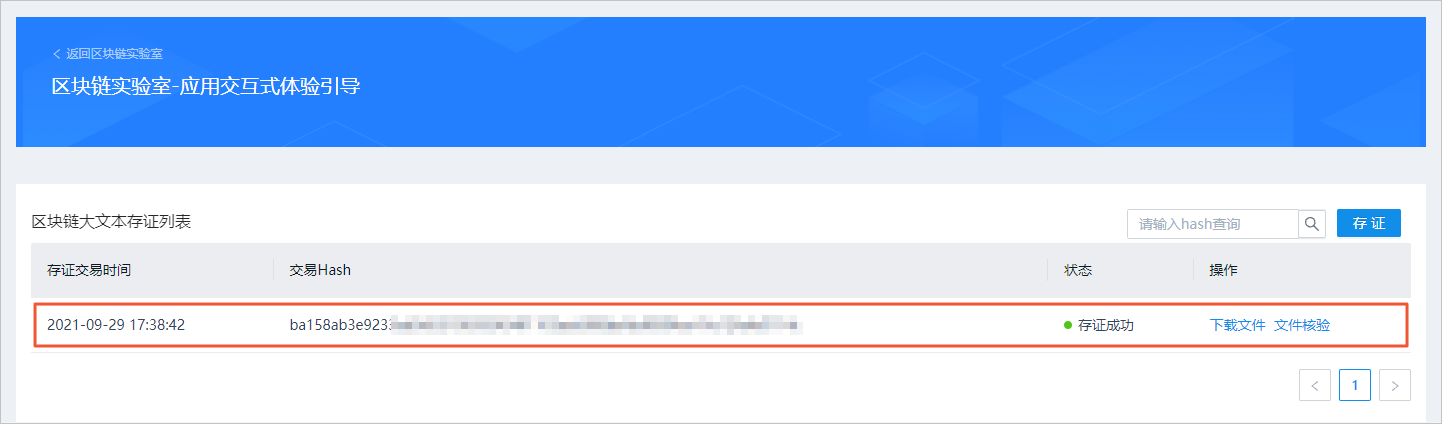 < 返回区块链实验室
区块链实验室-应用交互式体验引导
区块链大文本存证列表
请输入hash查询
存 证
存证交易时间 交易Hash 状态 操作
2021-09-29 17:38:42 ba158ab3e923 存证成功 下载文件 文件核验
< 1 >